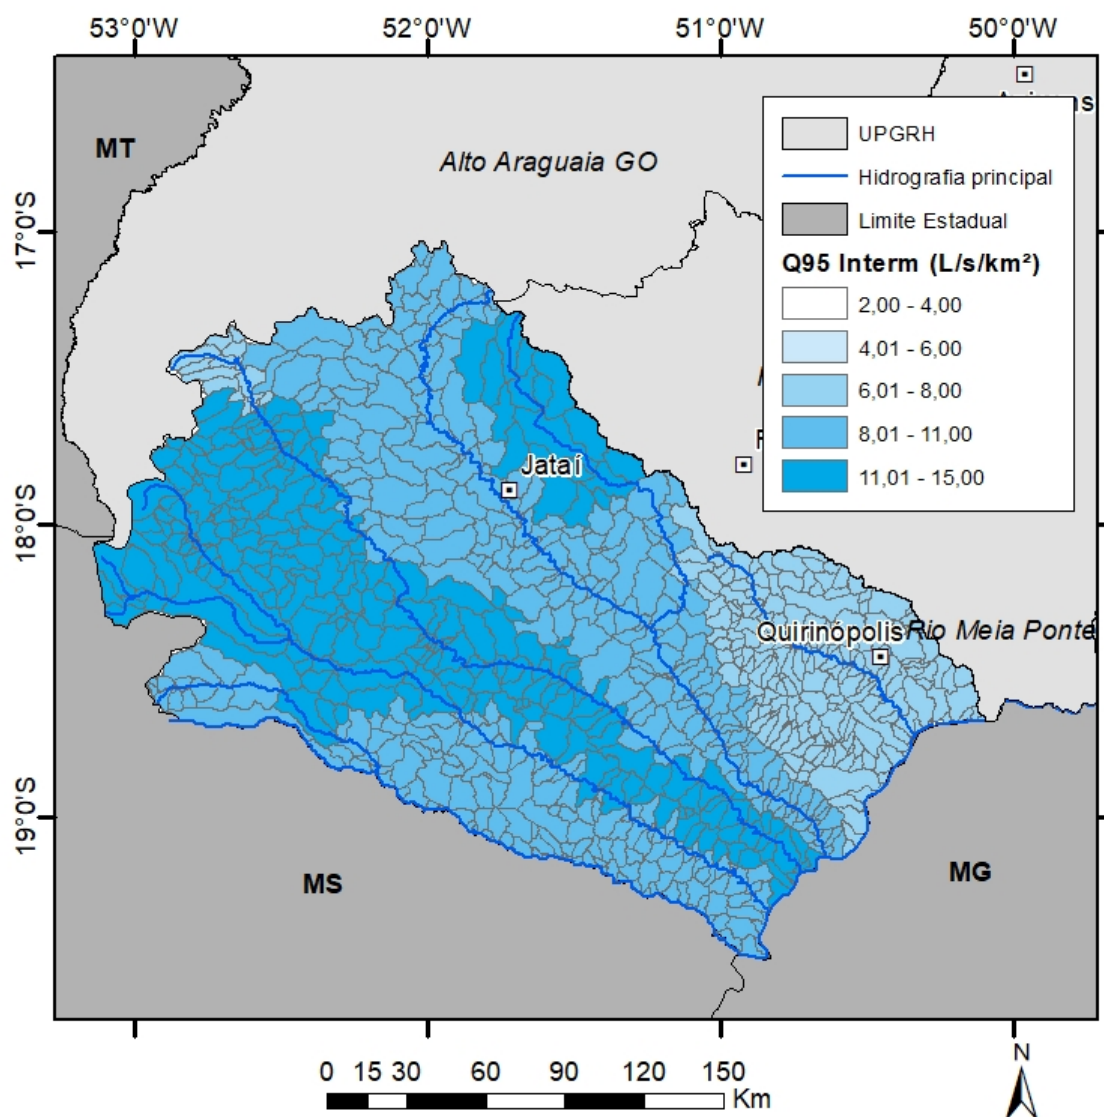 53°0'W 52°0'W 51°0'W 50°0'W
MT
Alto Araguaia GO
UPGRH
Hidrografia principal
Limite Estadual
Q95 Interm (L/s/km²)
2,00 - 4,00
4,01 - 6,00
6,01 - 8,00
8,01 - 11,00
11,01 - 15,00
17°0'S
18°0'S
19°0'S
Jataí
Quirinópolis
Rio Meia Ponte
MS
MG
0 15 30 60 90 120 150
Km
N